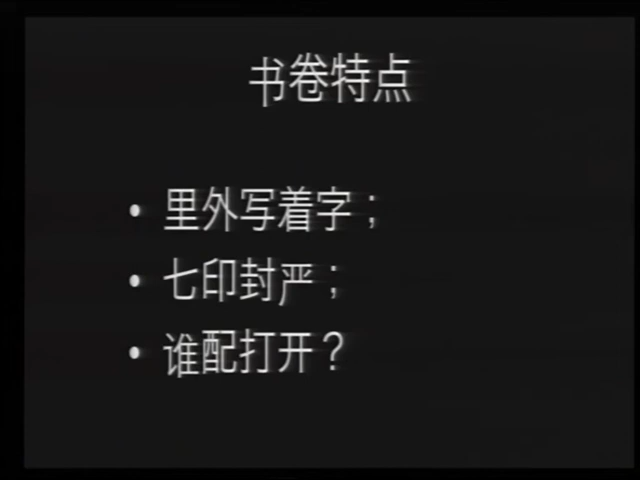 书卷特点
• 里外写着字；
• 七印封严；
• 谁配打开？